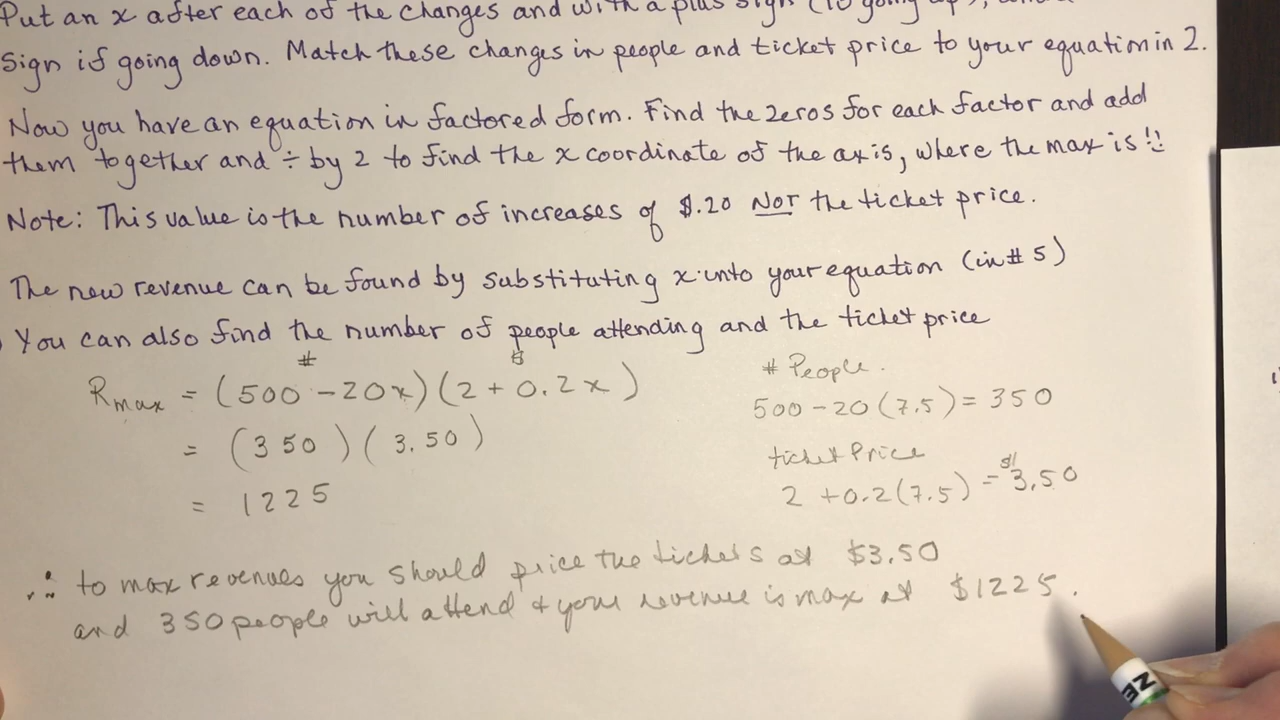 Put an x after each of the changes and with a plus sign (is going up),
Sign if going down. Match these changes in people and ticket price to your equation in 2.
Now you have an equation in factored form. Find the zeros for each factor and add
them together and ÷ by 2 to find the x coordinate of the axis, where the max is !!
Note: This value is the number of increases of $.20 NOT the ticket price.
The new revenue can be found by substituting x into your equation (in # 5)
You can also find the number of people attending and the ticket price
# $
Rmax = (500 - 20x)(2 + 0.2x)
= (350)(3.50)
= 1225
# People.
500 - 20(7.5) = 350
ticket Price
2 + 0.2(7.5) = $3.50
∴ to max revenues you should price the tickets at $3.50
and 350 people will attend & your revenue is max at $1225.
ZE